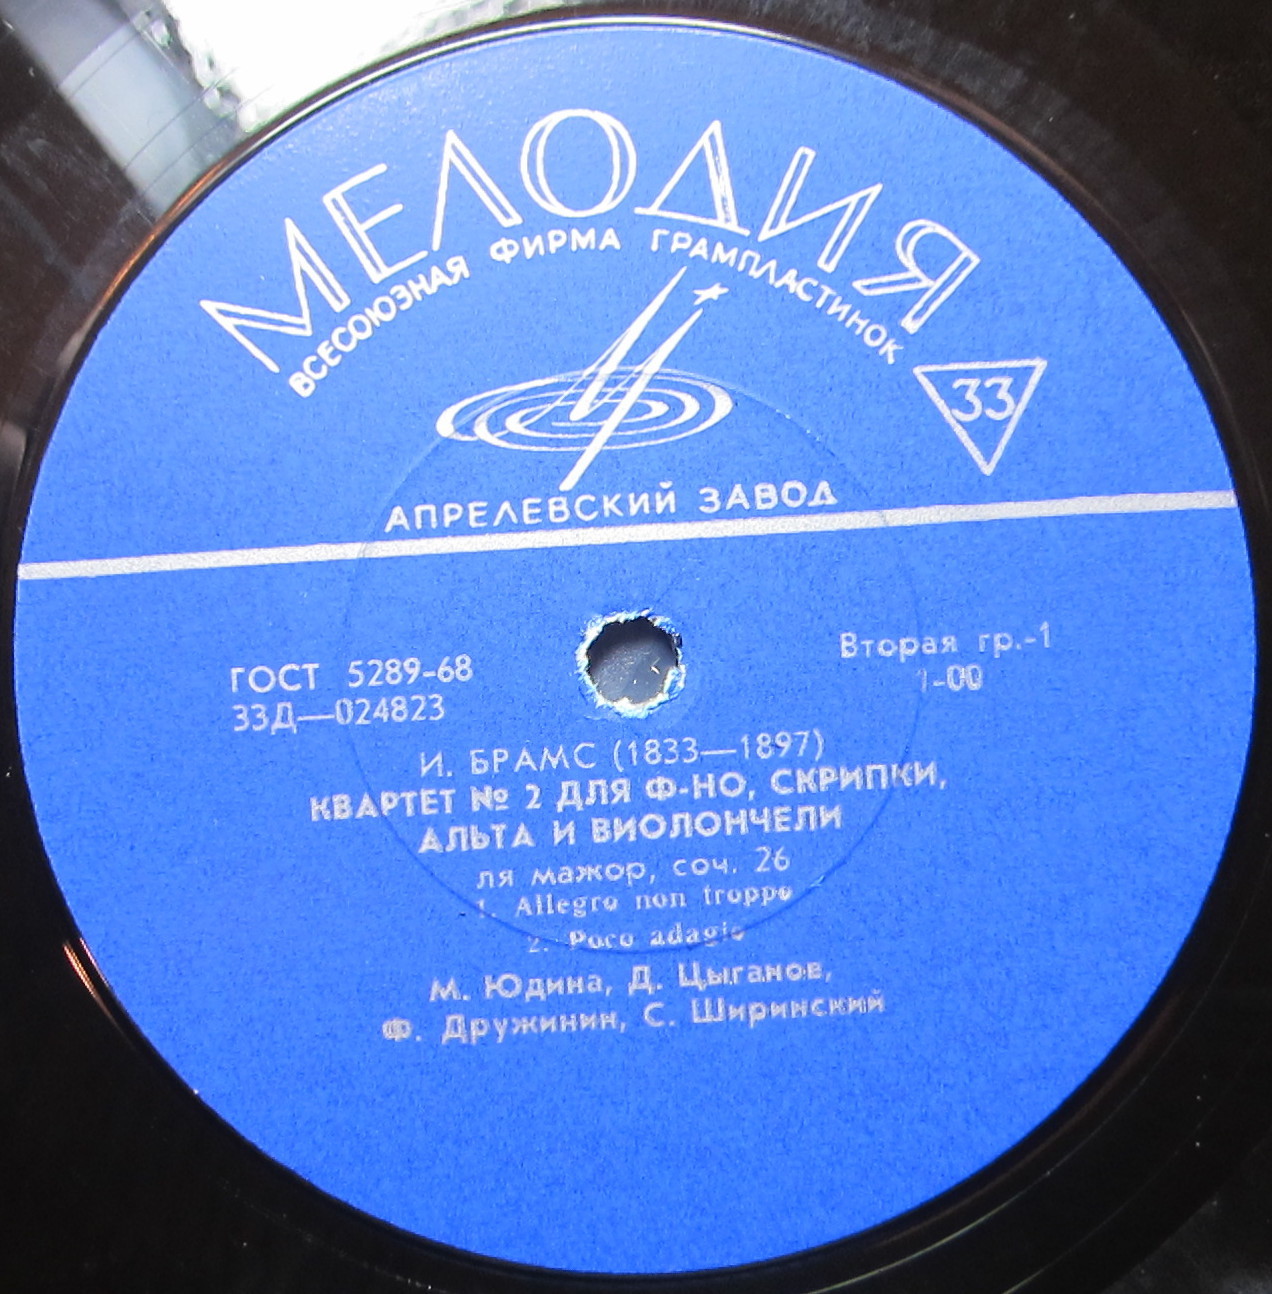 МЕЛОДИЯ
ВСЕСОЮЗНАЯ ФИРМА ГРАМПЛАСТИНОК
33
АПРЕЛЕВСКИЙ ЗАВОД
ГОСТ 5289-68
33Д—024823
Вторая гр.-1
1-00
И. БРАМС (1833—1897)
КВАРТЕТ № 2 ДЛЯ Ф-НО, СКРИПКИ,
АЛЬТА И ВИОЛОНЧЕЛИ
ля мажор, соч. 26
1. Allegro non troppo
2. Poco adagio
М. Юдина, Д. Цыганов,
Ф. Дружинин, С. Ширинский